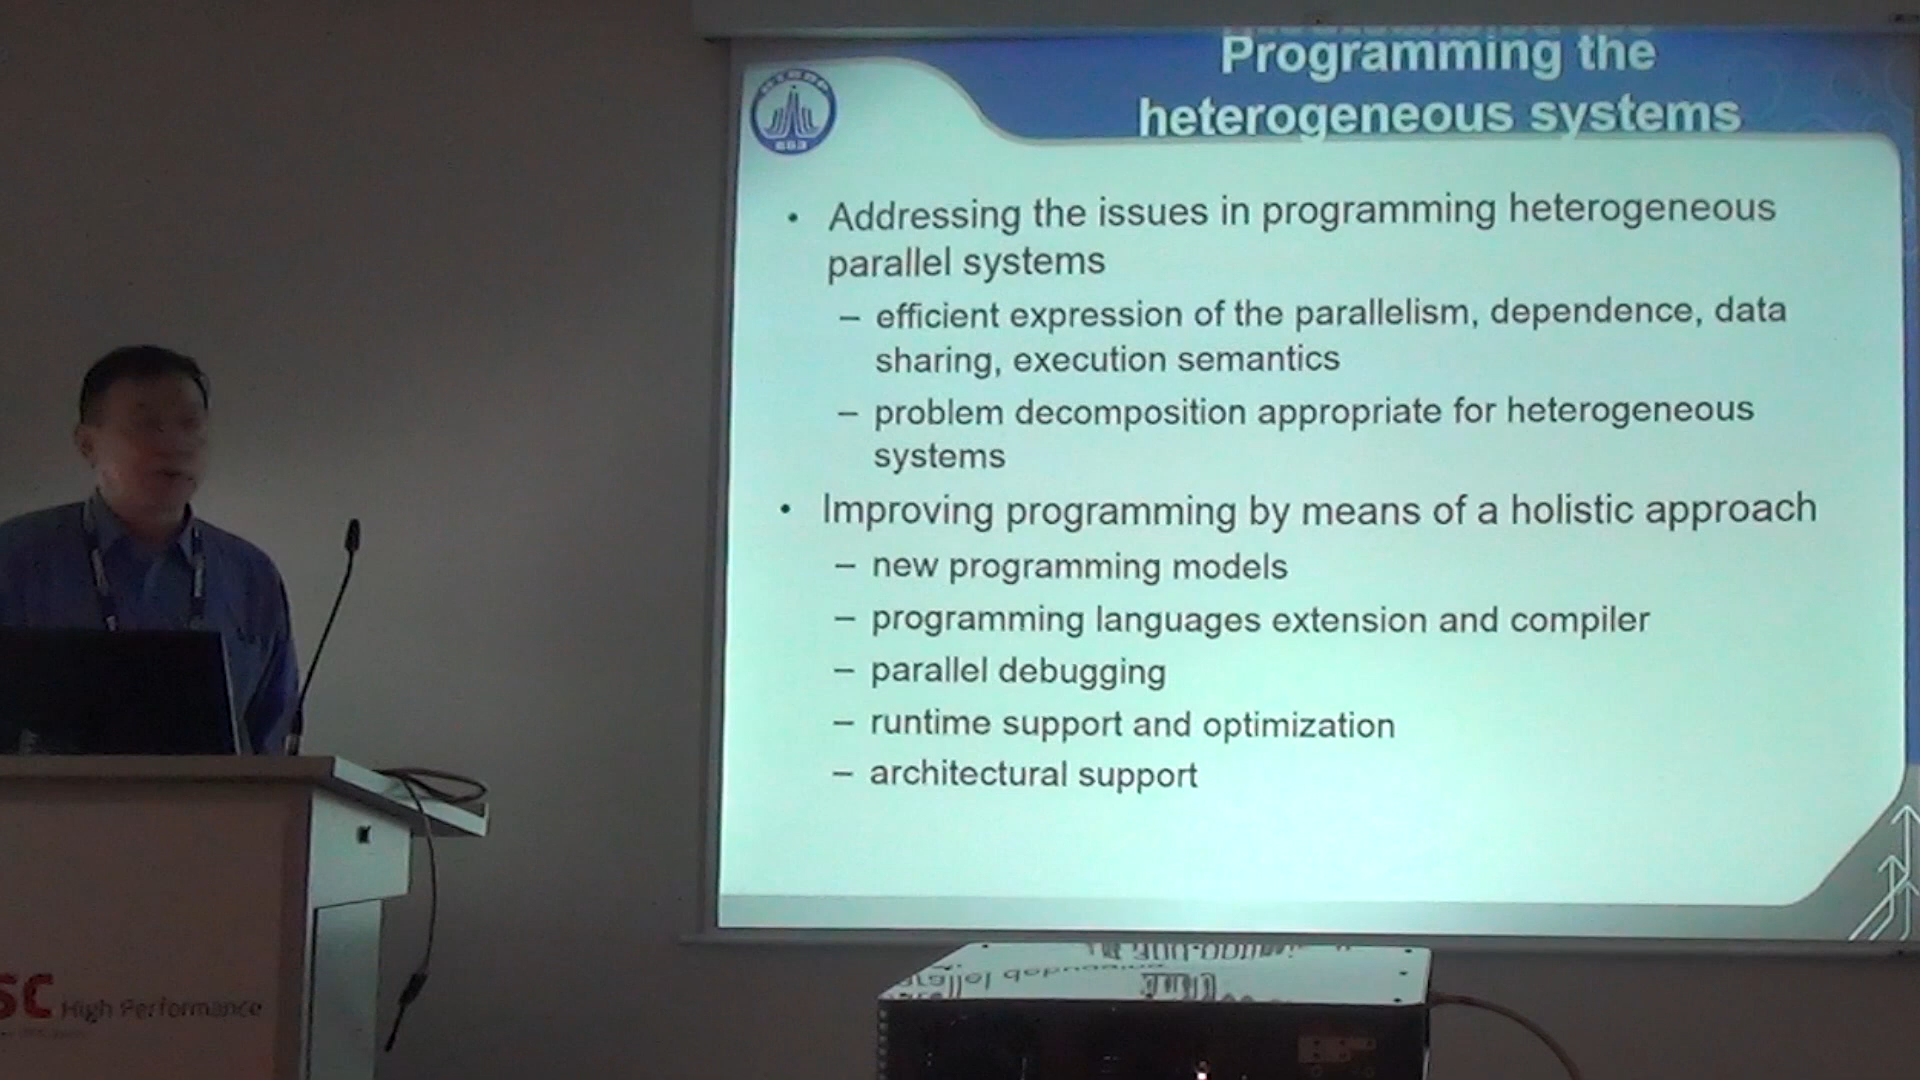 Programming the
heterogeneous systems
863
• Addressing the issues in programming heterogeneous
parallel systems
– efficient expression of the parallelism, dependence, data
sharing, execution semantics
– problem decomposition appropriate for heterogeneous
systems
• Improving programming by means of a holistic approach
– new programming models
– programming languages extension and compiler
– parallel debugging
– runtime support and optimization
– architectural support
SC High Performance